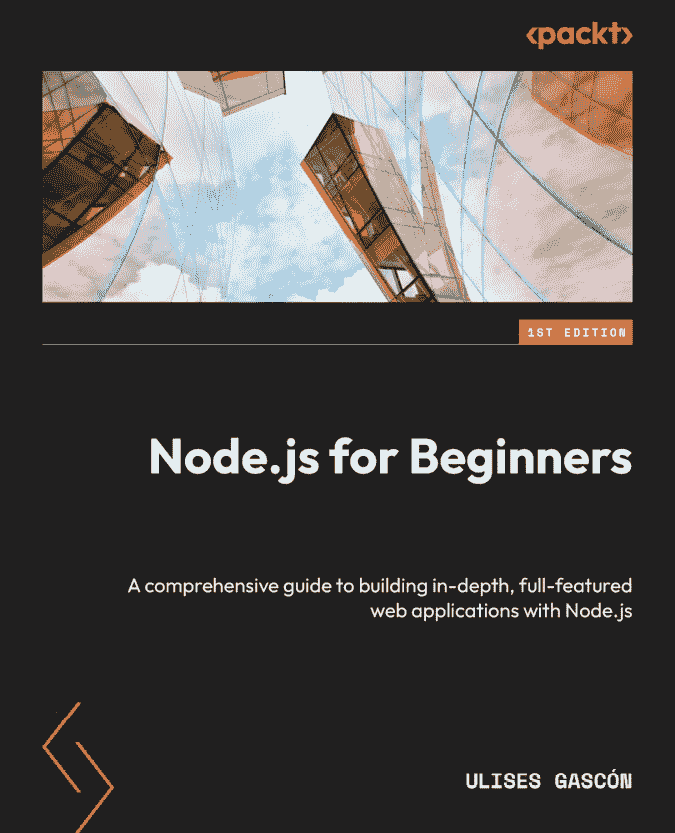 <packt>
1ST EDITION
Node.js for Beginners
A comprehensive guide to building in-depth, full-featured
web applications with Node.js
ULISES GASCÓN